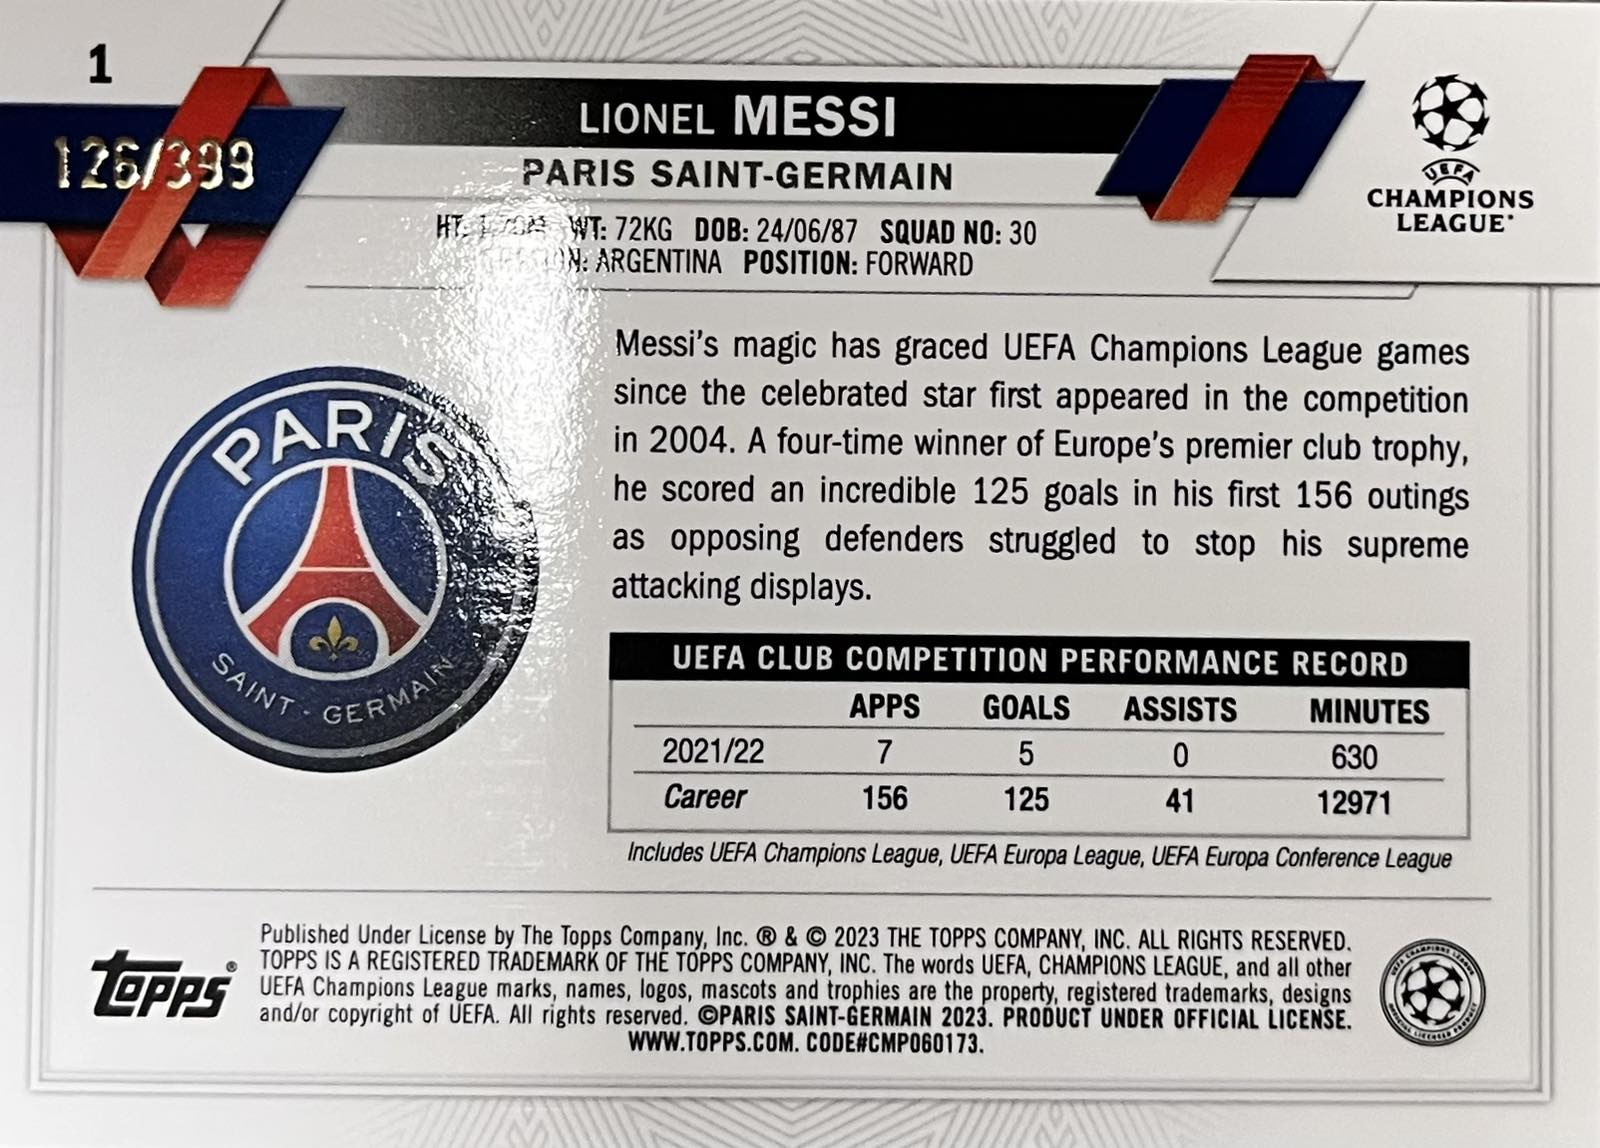 1
126/399
LIONEL MESSI
PARIS SAINT-GERMAIN
HT: WT: 72KG DOB: 24/06/87 SQUAD NO: 30
ARGENTINA POSITION: FORWARD
UEFA
CHAMPIONS
LEAGUE
PARIS
SAINT - GERMAIN
Messi's magic has graced UEFA Champions League games
since the celebrated star first appeared in the competition
in 2004. A four-time winner of Europe's premier club trophy,
he scored an incredible 125 goals in his first 156 outings
as opposing defenders struggled to stop his supreme
attacking displays.
UEFA CLUB COMPETITION PERFORMANCE RECORD
APPS GOALS ASSISTS MINUTES
2021/22 7 5 0 630
Career 156 125 41 12971
Includes UEFA Champions League, UEFA Europa League, UEFA Europa Conference League
topps®
Published Under License by The Topps Company, Inc. ® & © 2023 THE TOPPS COMPANY, INC. ALL RIGHTS RESERVED.
TOPPS IS A REGISTERED TRADEMARK OF THE TOPPS COMPANY, INC. The words UEFA, CHAMPIONS LEAGUE, and all other
UEFA Champions League marks, names, logos, mascots and trophies are the property, registered trademarks, designs
and/or copyright of UEFA. All rights reserved. ©PARIS SAINT-GERMAIN 2023. PRODUCT UNDER OFFICIAL LICENSE.
WWW.TOPPS.COM. CODE#CMP060173.